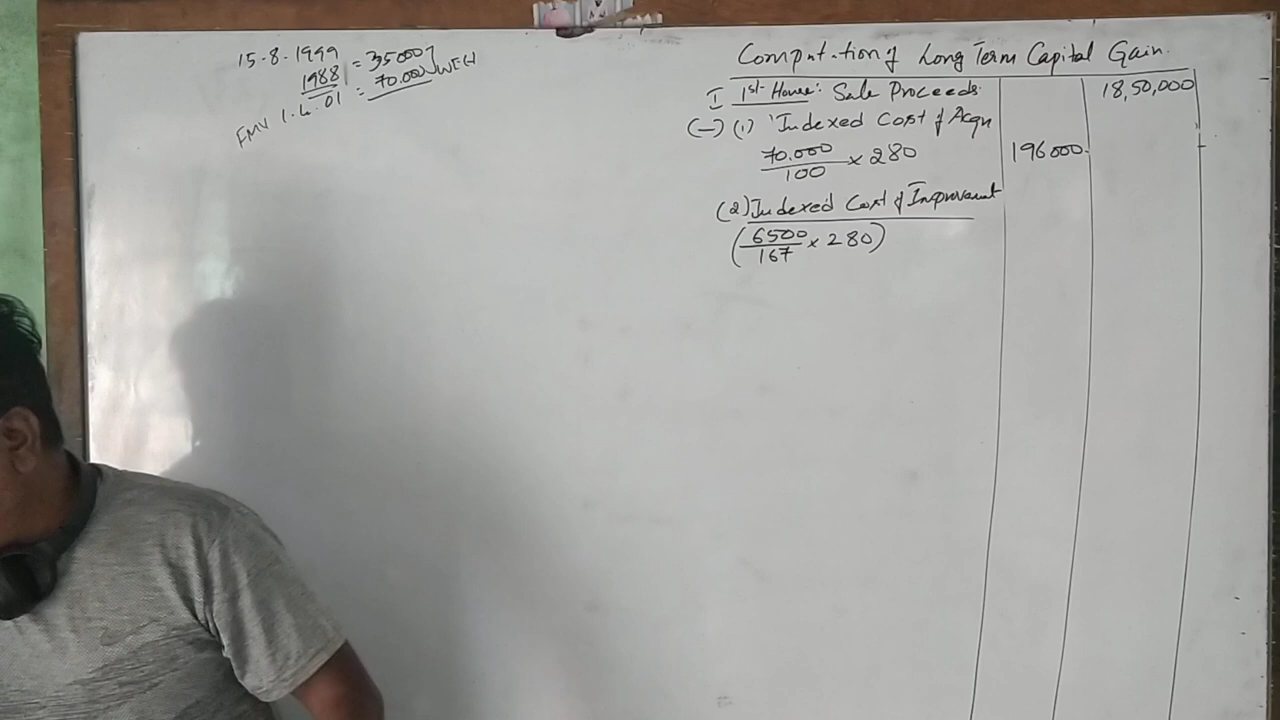 15-8-1999
1988 = 35000 ] WEH
FMV 1.4.01 = 70.000
Computation of Long Term Capital Gain.
I 1st House: Sale Proceeds. 18,50,000
(-) (1) Indexed Cost of Acqn
70.000/100 × 280 196000.
(2) Indexed Cost of Improvement
(6500/167 × 280)